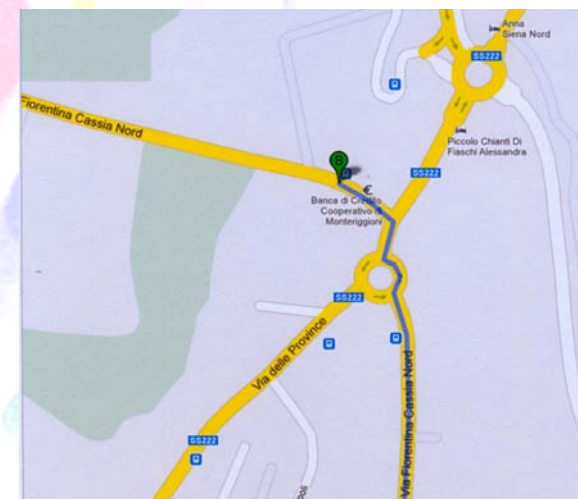 Anna
Siena Nord
SS222
Fiorentina Cassia Nord
Piccolo Chianti Di
Fiaschi Alessandra
B
SS222
€
Banca di Credito
Cooperativo di
Monteriggioni
SS222
Via delle Province
Via Fiorentina Cassia Nord
SS222